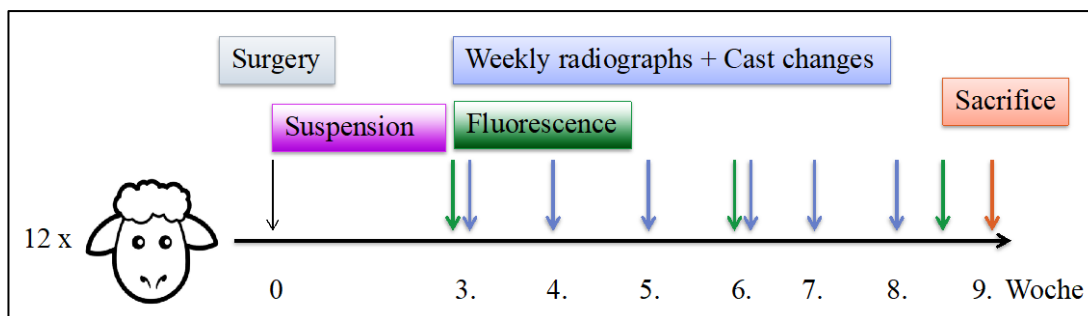 Surgery
Weekly radiographs + Cast changes
Sacrifice
Suspension
Fluorescence
12 x
0 3. 4. 5. 6. 7. 8. 9. Woche